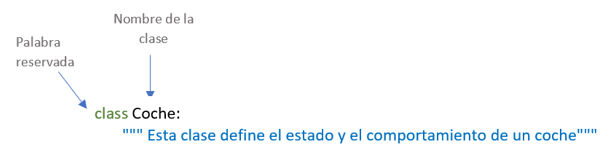 Nombre de la
clase
Palabra
reservada
class Coche:
""" Esta clase define el estado y el comportamiento de un coche"""